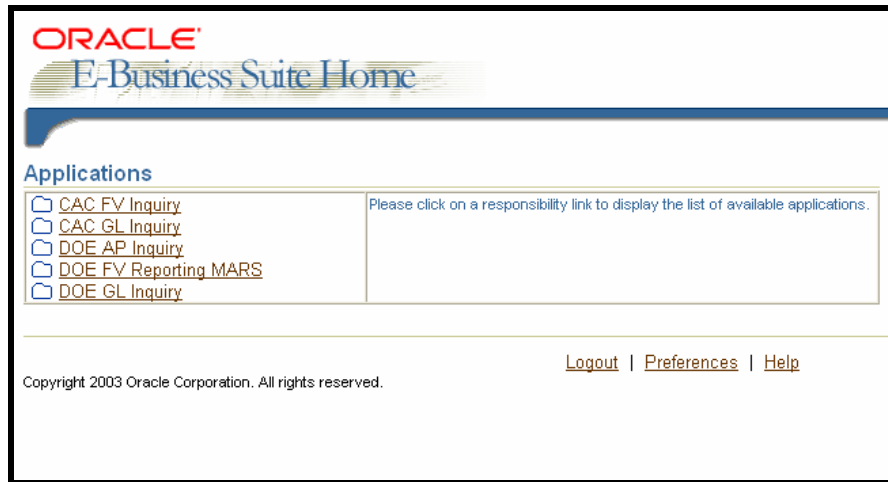 ORACLE
E-Business Suite Home
Applications
CAC FV Inquiry
CAC GL Inquiry
DOE AP Inquiry
DOE FV Reporting MARS
DOE GL Inquiry
Please click on a responsibility link to display the list of available applications.
Logout | Preferences | Help
Copyright 2003 Oracle Corporation. All rights reserved.